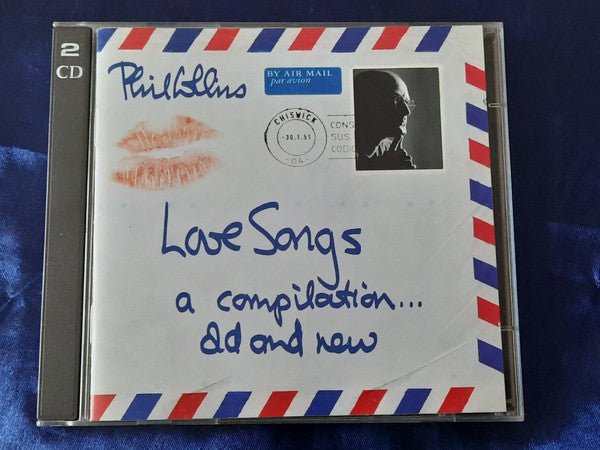 2
CD
Phil Collins
BY AIR MAIL
par avion
CHISWICK
-30.1.51
-04-
CONS
SUS
CODIC
Love Songs
a compilation...
old and new